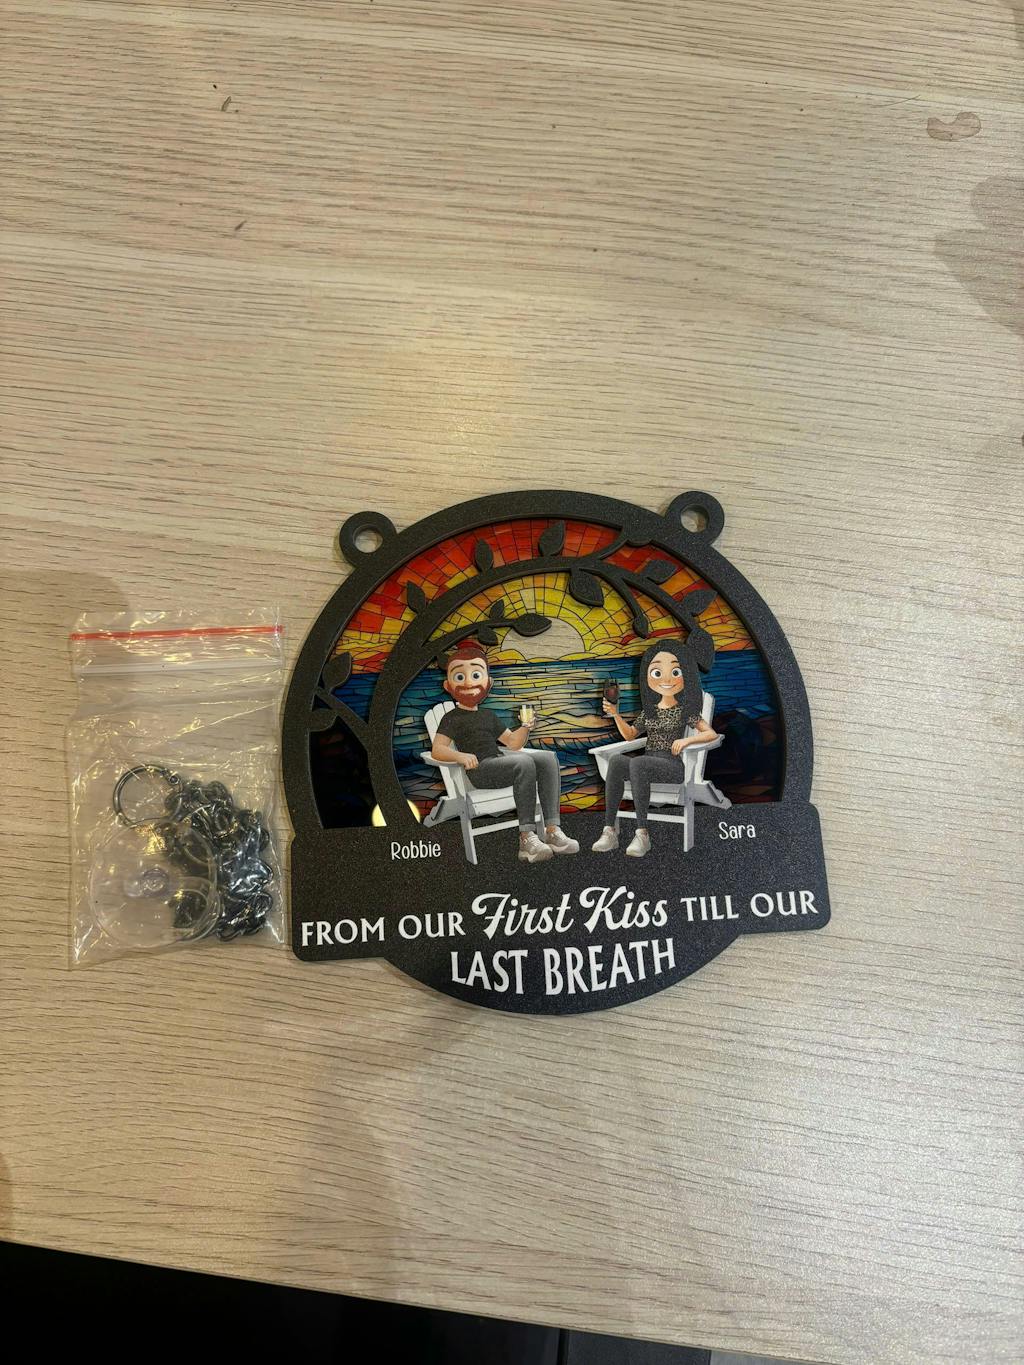 Robbie
Sara
FROM OUR First Kiss TILL OUR
LAST BREATH